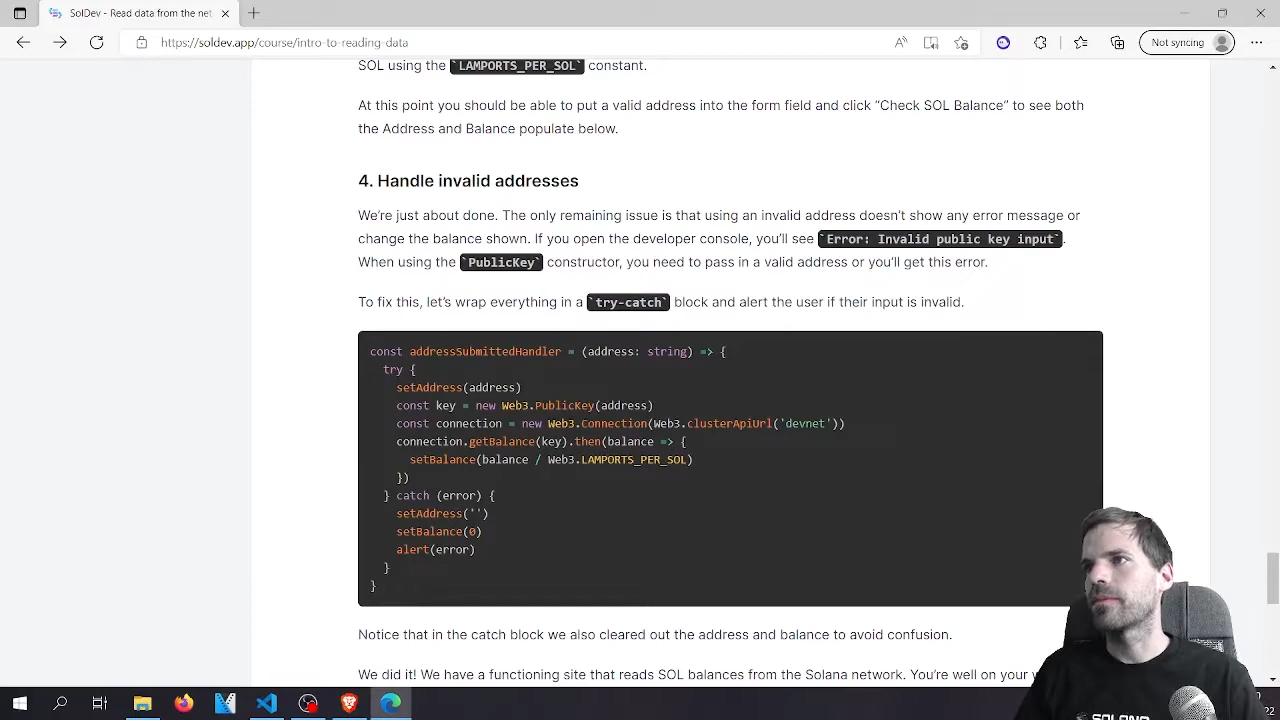 SolDev - Read data from the net
https://soldev.app/course/intro-to-reading-data
Not syncing
SOL using the `LAMPORTS_PER_SOL` constant.
At this point you should be able to put a valid address into the form field and click “Check SOL Balance” to see both
the Address and Balance populate below.
4. Handle invalid addresses
We’re just about done. The only remaining issue is that using an invalid address doesn’t show any error message or
change the balance shown. If you open the developer console, you’ll see `Error: Invalid public key input`.
When using the `PublicKey` constructor, you need to pass in a valid address or you’ll get this error.
To fix this, let’s wrap everything in a `try-catch` block and alert the user if their input is invalid.
const addressSubmittedHandler = (address: string) => {
try {
setAddress(address)
const key = new Web3.PublicKey(address)
const connection = new Web3.Connection(Web3.clusterApiUrl('devnet'))
connection.getBalance(key).then(balance => {
setBalance(balance / Web3.LAMPORTS_PER_SOL)
})
} catch (error) {
setAddress('')
setBalance(0)
alert(error)
}
}
Notice that in the catch block we also cleared out the address and balance to avoid confusion.
We did it! We have a functioning site that reads SOL balances from the Solana network. You’re well on your
SOLANA